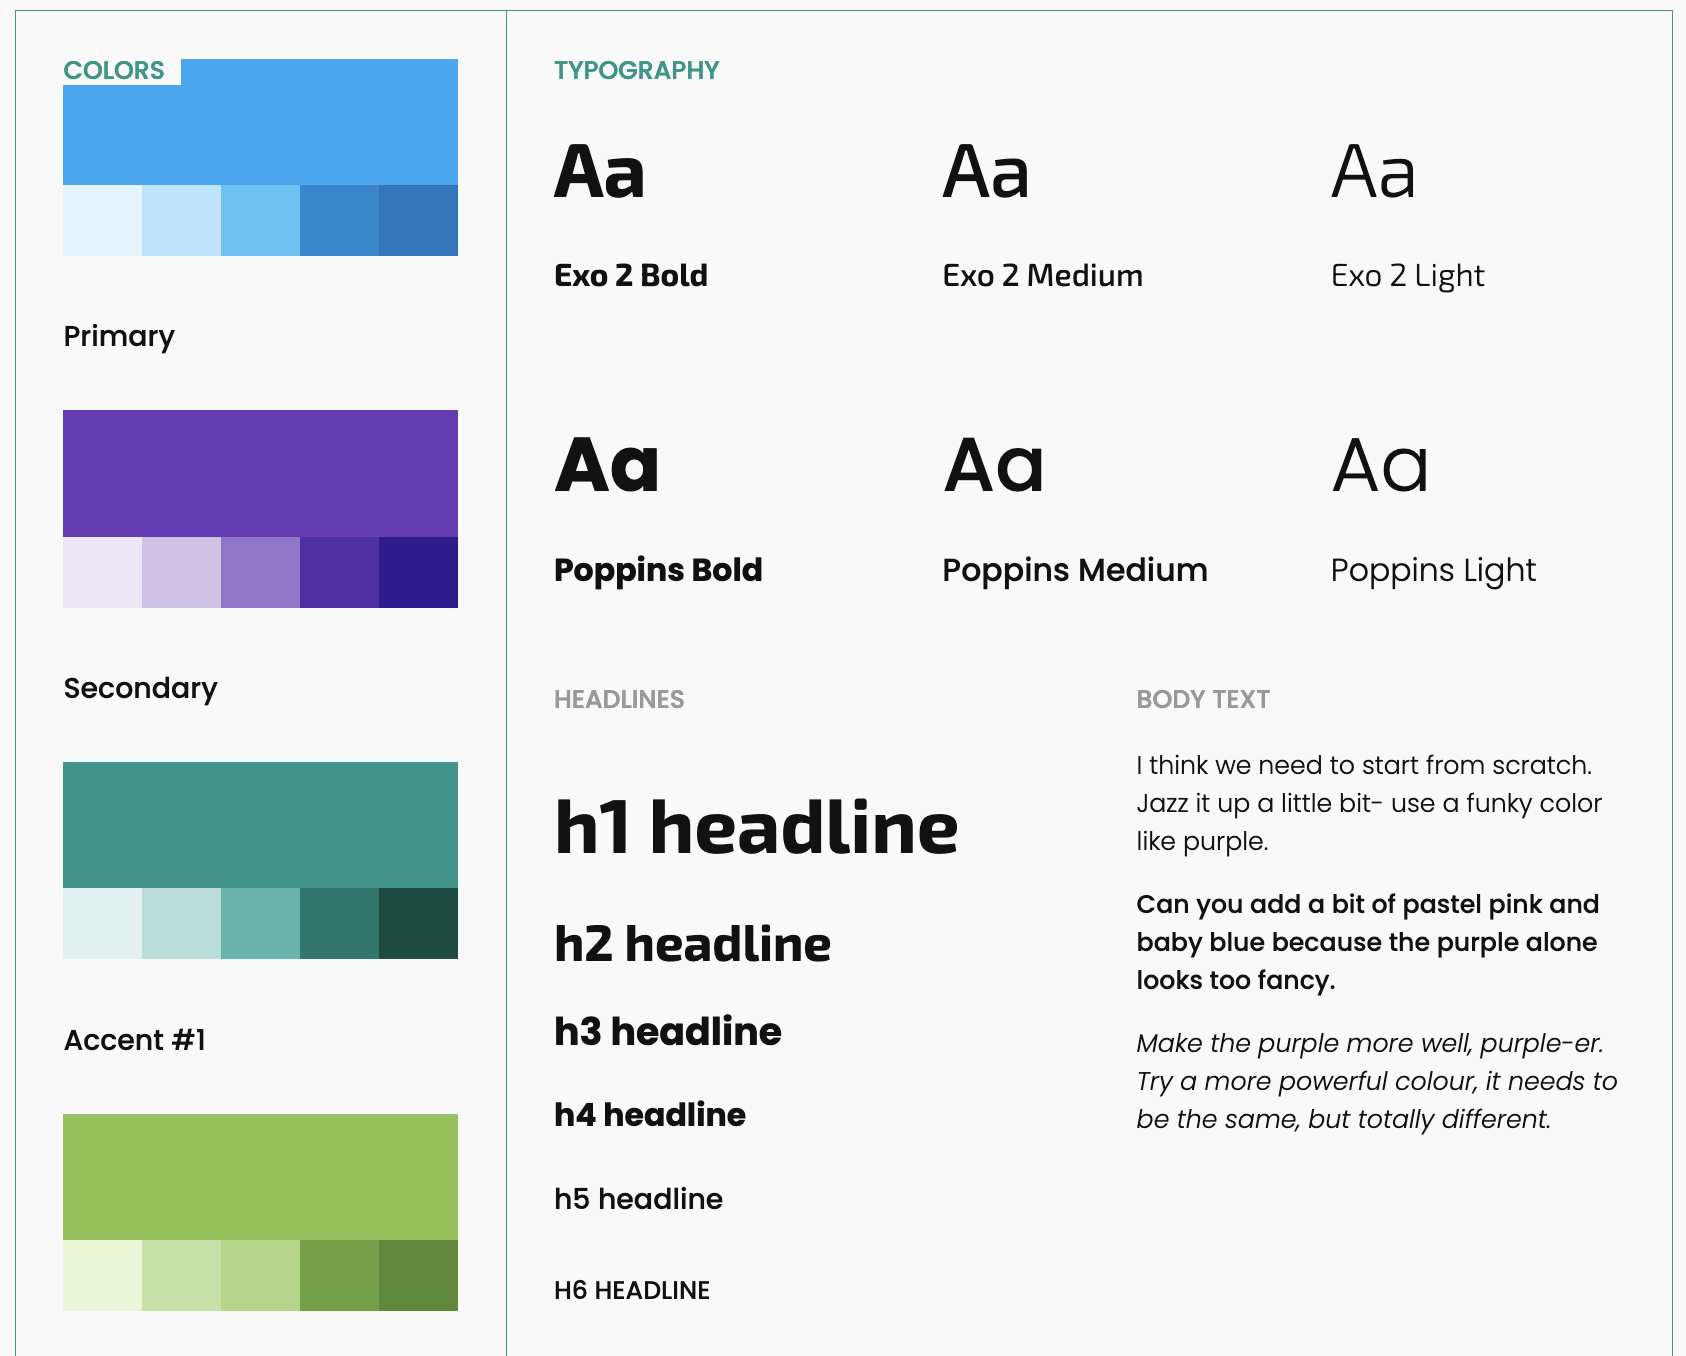 COLORS
Primary
Secondary
Accent #1
TYPOGRAPHY
Aa
Aa
Aa
Exo 2 Bold
Exo 2 Medium
Exo 2 Light
Aa
Aa
Aa
Poppins Bold
Poppins Medium
Poppins Light
HEADLINES
h1 headline
h2 headline
h3 headline
h4 headline
h5 headline
H6 HEADLINE
BODY TEXT
I think we need to start from scratch.
Jazz it up a little bit- use a funky color
like purple.
Can you add a bit of pastel pink and
baby blue because the purple alone
looks too fancy.
Make the purple more well, purple-er.
Try a more powerful colour, it needs to
be the same, but totally different.